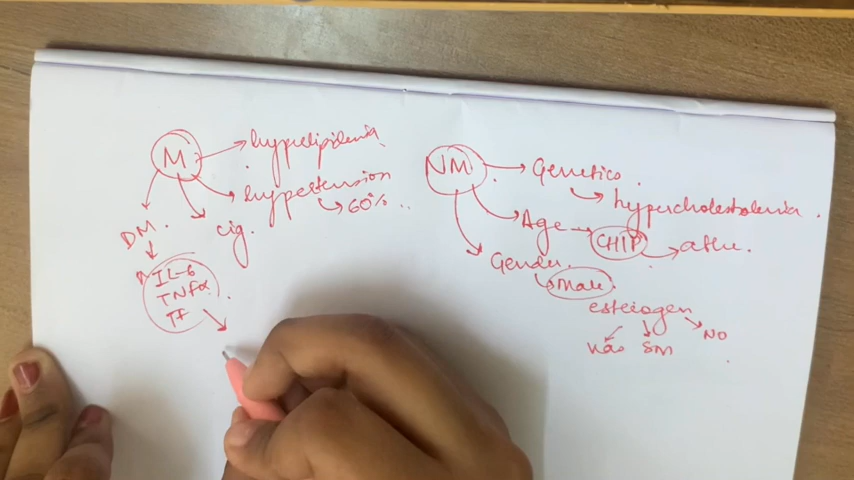 M
hyperlipidemia
hypertension
60%
cig.
DM.
IL-6
TNFα
TF
NM
Genetics.
hypercholestrolemia.
Age
CHIP
athe.
Gender.
Male
estrogen
SM
NO